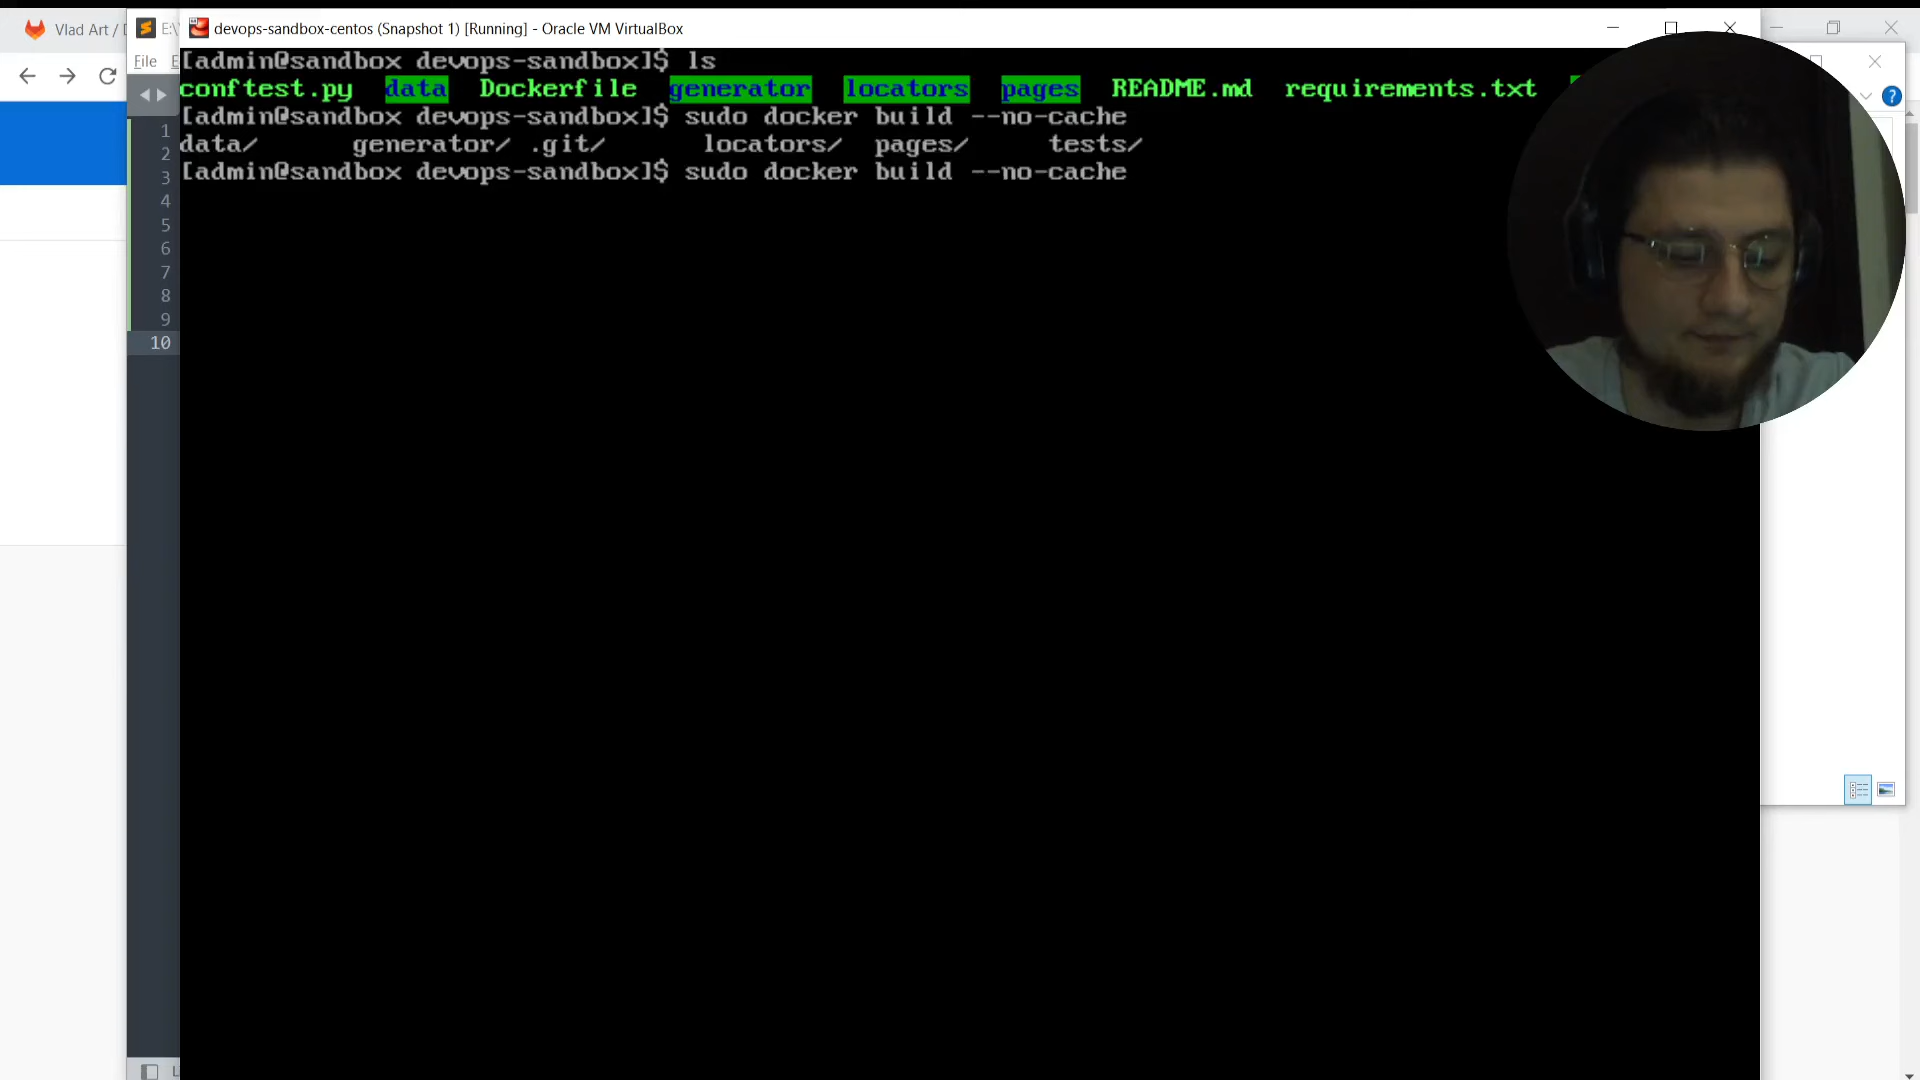 Vlad Art / D
E:\
devops-sandbox-centos (Snapshot 1) [Running] - Oracle VM VirtualBox
File
[admin@sandbox devops-sandbox]$ ls
conftest.py data Dockerfile generator locators pages README.md requirements.txt
[admin@sandbox devops-sandbox]$ sudo docker build --no-cache
data/ generator/ .git/ locators/ pages/ tests/
[admin@sandbox devops-sandbox]$ sudo docker build --no-cache
1
2
3
4
5
6
7
8
9
10